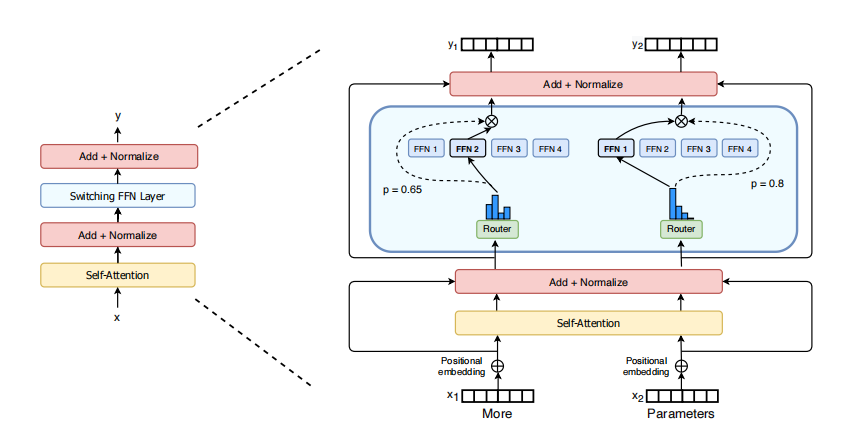 y
Add + Normalize
Switching FFN Layer
Add + Normalize
Self-Attention
x
y1
y2
Add + Normalize
FFN 1 FFN 2 FFN 3 FFN 4
FFN 1 FFN 2 FFN 3 FFN 4
p = 0.65
p = 0.8
Router
Router
Add + Normalize
Self-Attention
Positional
embedding
Positional
embedding
x1
x2
More
Parameters